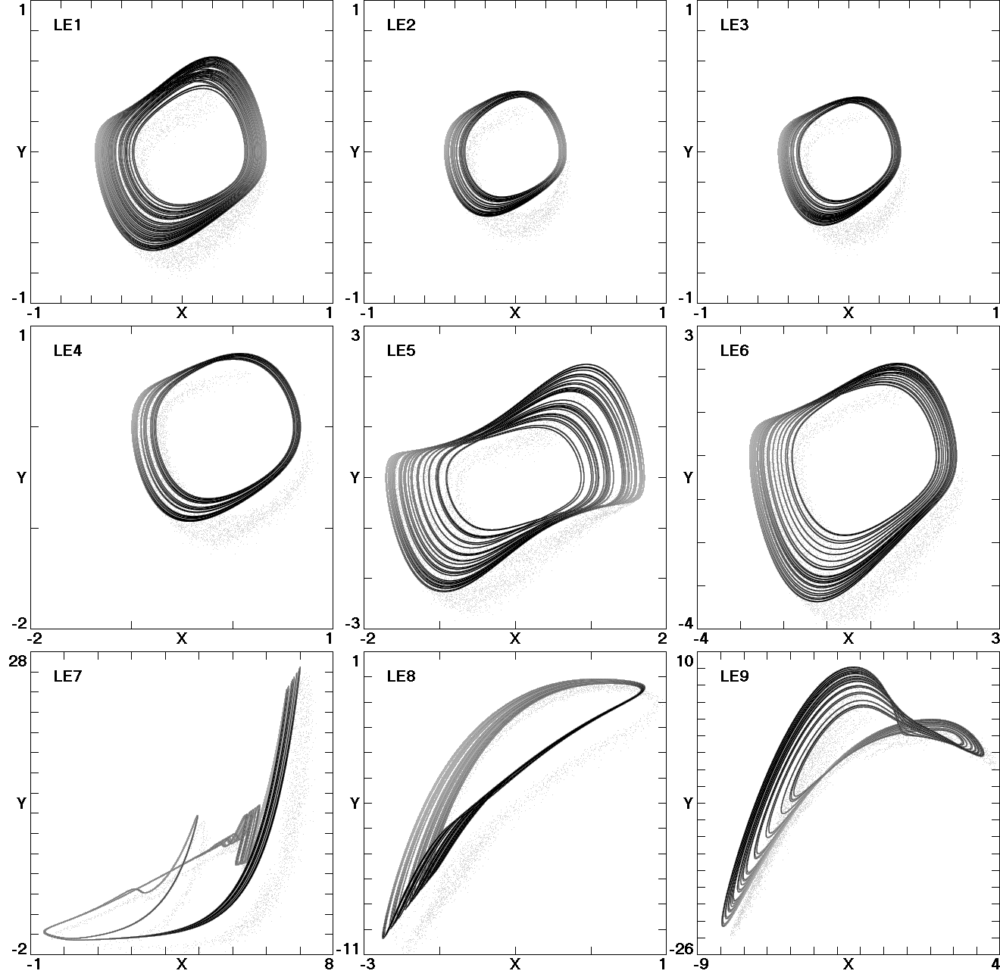 1 LE1 1 LE2 1 LE3
Y Y Y
-1 -1 -1
-1 X 1 -1 X 1 -1 X 1
1 LE4 3 LE5 3 LE6
Y Y Y
-2 -3 -4
-2 X 1 -2 X 2 -4 X 3
28 LE7 1 LE8 10 LE9
Y Y Y
-2 -11 -26
-1 X 8 -3 X 1 -9 X 4